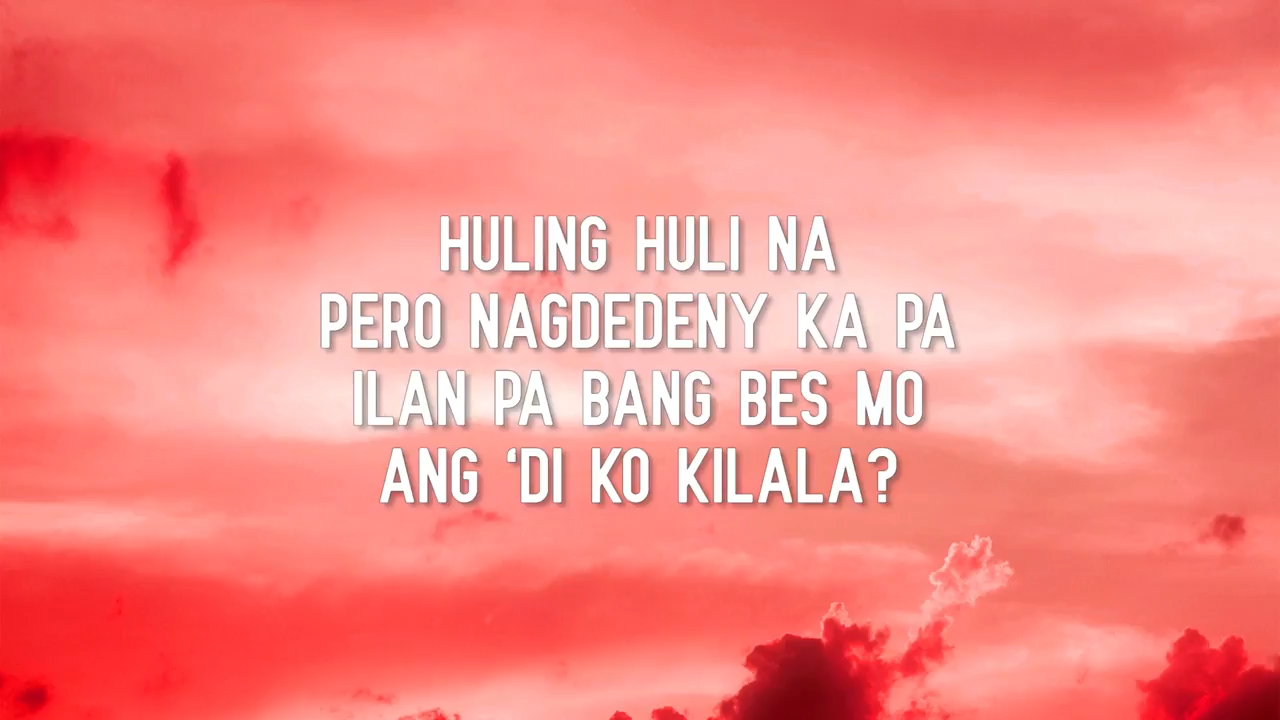 HULING HULI NA
PERO NAGDEDENY KA PA
ILAN PA BANG BES MO
ANG ‘DI KO KILALA?